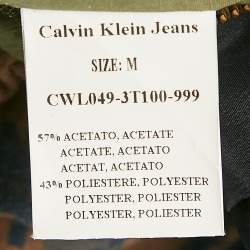 Calvin Klein Jeans
SIZE: M
CWL049-3T100-999
57% ACETATO, ACETATE
ACETATE, ACETATO
ACETAT, ACETATO
43% POLIESTERE, POLYESTER
POLYESTER, POLIESTER
POLYESTER, POLIESTER